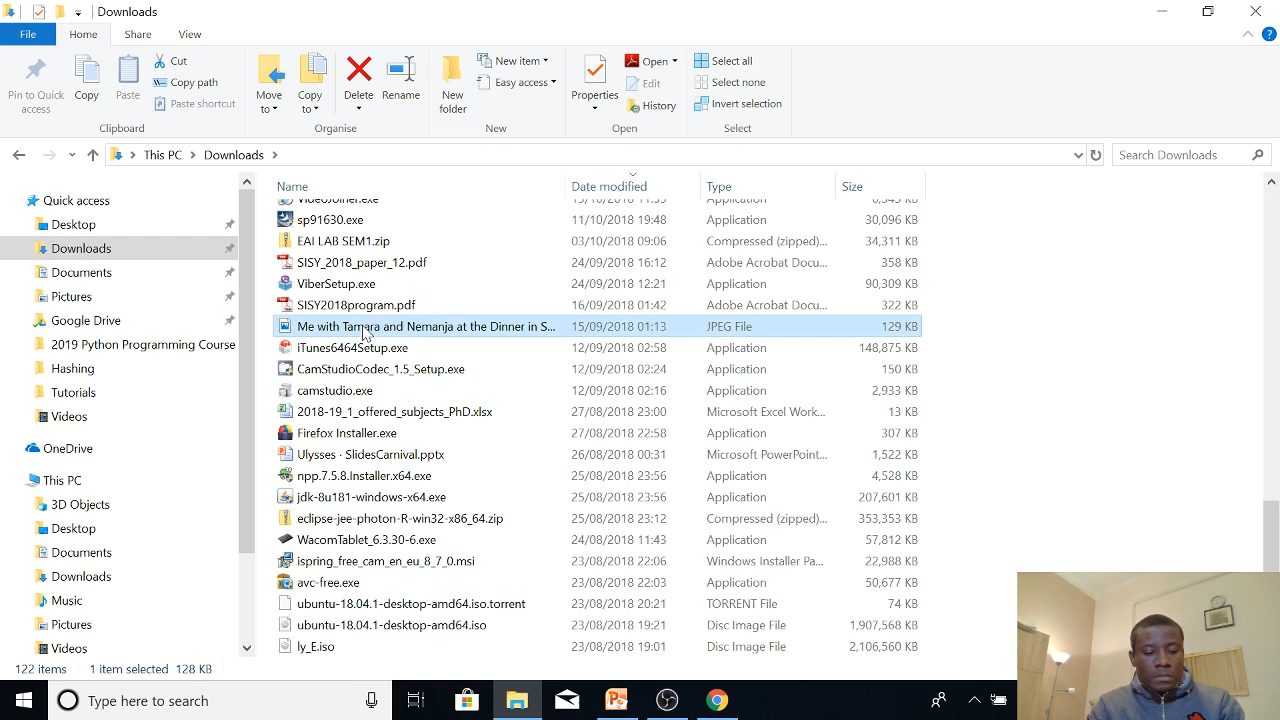 Downloads
File Home Share View
Pin to Quick access
Copy
Paste
Cut
Copy path
Paste shortcut
Move to
Copy to
Delete
Rename
New folder
New item
Easy access
Properties
Open
Edit
History
Select all
Select none
Invert selection
Clipboard Organise New Open Select
This PC Downloads Search Downloads
Name Date modified Type Size
Quick access
Desktop
Downloads
Documents
Pictures
Google Drive
2019 Python Programming Course
Hashing
Tutorials
Videos
OneDrive
This PC
3D Objects
Desktop
Documents
Downloads
Music
Pictures
Videos
VideoJoiner.exe Application
sp91630.exe 11/10/2018 19:48 Application 30,096 KB
EAI LAB SEM1.zip 03/10/2018 09:06 Compressed (zipped)... 34,311 KB
SISY_2018_paper_12.pdf 24/09/2018 16:12 Adobe Acrobat Docu... 358 KB
ViberSetup.exe 24/09/2018 12:21 Application 90,309 KB
SISY2018program.pdf 16/09/2018 01:42 Adobe Acrobat Docu... 322 KB
Me with Tamara and Nemanja at the Dinner in S... 15/09/2018 01:13 JPEG File 129 KB
iTunes6464Setup.exe 12/09/2018 02:58 Application 148,875 KB
CamStudioCodec_1.5_Setup.exe 12/09/2018 02:24 Application 150 KB
camstudio.exe 12/09/2018 02:16 Application 2,933 KB
2018-19_1_offered_subjects_PhD.xlsx 27/08/2018 23:00 Microsoft Excel Work... 13 KB
Firefox Installer.exe 27/08/2018 22:58 Application 307 KB
Ulysses · SlidesCarnival.pptx 26/08/2018 00:31 Microsoft PowerPoint... 1,522 KB
npp.7.5.8.Installer.x64.exe 25/08/2018 23:56 Application 4,528 KB
jdk-8u181-windows-x64.exe 25/08/2018 23:56 Application 207,601 KB
eclipse-jee-photon-R-win32-x86_64.zip 25/08/2018 23:12 Compressed (zipped)... 353,353 KB
WacomTablet_6.3.30-6.exe 24/08/2018 11:43 Application 57,812 KB
ispring_free_cam_en_eu_8_7_0.msi 23/08/2018 22:06 Windows Installer Pa... 22,988 KB
avc-free.exe 23/08/2018 22:03 Application 50,677 KB
ubuntu-18.04.1-desktop-amd64.iso.torrent 23/08/2018 20:21 TORRENT File 74 KB
ubuntu-18.04.1-desktop-amd64.iso 23/08/2018 19:21 Disc Image File 1,907,568 KB
ly_E.iso 23/08/2018 19:01 Disc Image File 2,106,560 KB
122 items 1 item selected 128 KB
Type here to search